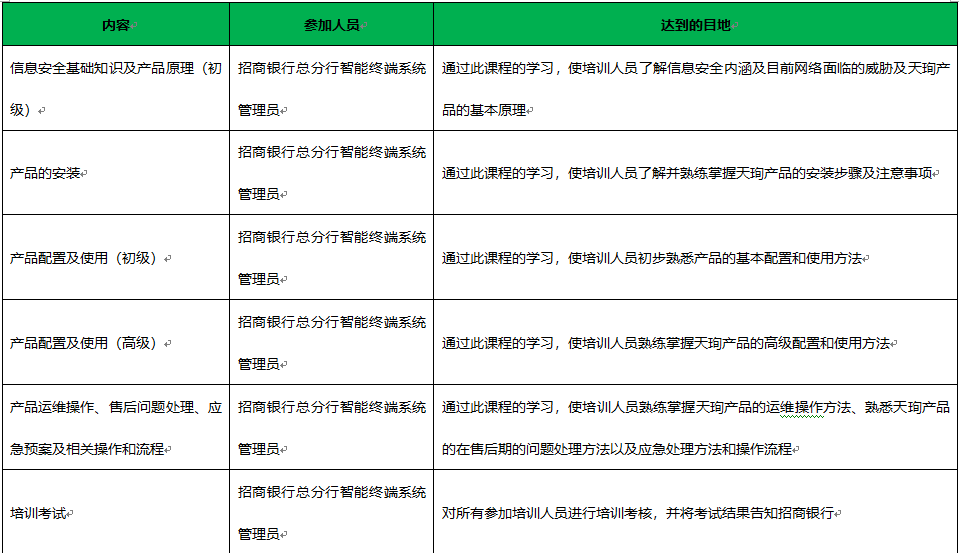 内容 参加人员 达到的目地
信息安全基础知识及产品原理（初
级）
招商银行总分行智能终端系统
管理员
通过此课程的学习，使培训人员了解信息安全内涵及目前网络面临的威胁及天珣产
品的基本原理
产品的安装
招商银行总分行智能终端系统
管理员
通过此课程的学习，使培训人员了解并熟练掌握天珣产品的安装步骤及注意事项
产品配置及使用（初级）
招商银行总分行智能终端系统
管理员
通过此课程的学习，使培训人员初步熟悉产品的基本配置和使用方法
产品配置及使用（高级）
招商银行总分行智能终端系统
管理员
通过此课程的学习，使培训人员熟练掌握天珣产品的高级配置和使用方法
产品运维操作、售后问题处理、应
急预案及相关操作和流程
招商银行总分行智能终端系统
管理员
通过此课程的学习，使培训人员熟练掌握天珣产品的运维操作方法、熟悉天珣产品
的在售后期的问题处理方法以及应急处理方法和操作流程
培训考试
招商银行总分行智能终端系统
管理员
对所有参加培训人员进行培训考核，并将考试结果告知招商银行